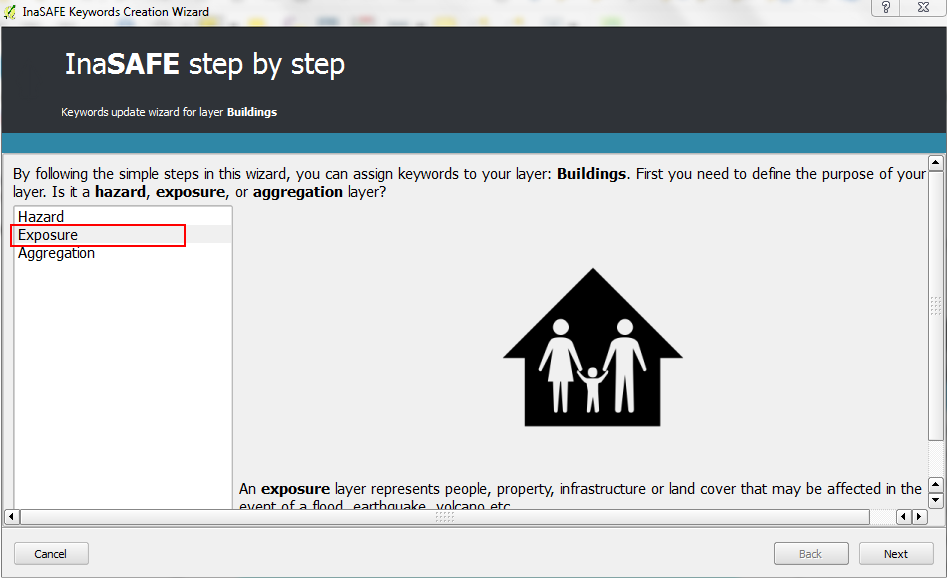 InaSAFE Keywords Creation Wizard
InaSAFE step by step
Keywords update wizard for layer Buildings
By following the simple steps in this wizard, you can assign keywords to your layer: Buildings. First you need to define the purpose of your
layer. Is it a hazard, exposure, or aggregation layer?
Hazard
Exposure
Aggregation
An exposure layer represents people, property, infrastructure or land cover that may be affected in the
event of a flood, earthquake, volcano etc
Cancel
Back
Next